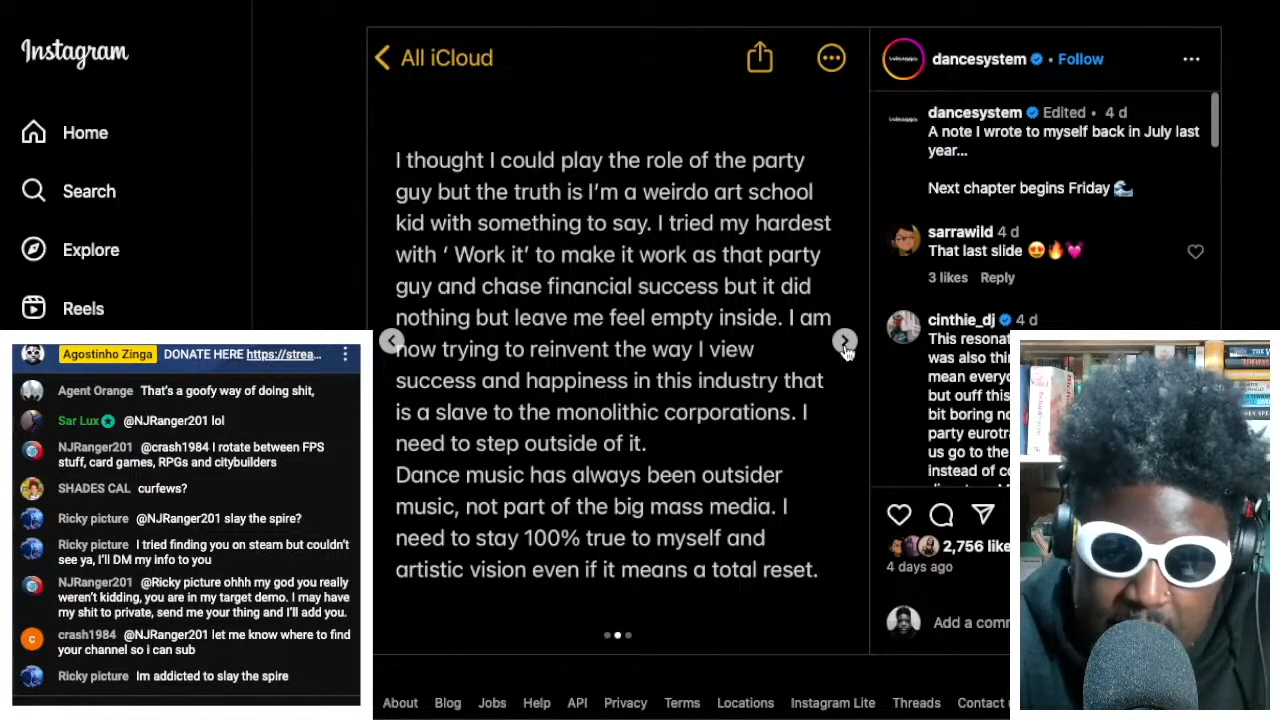 Instagram
Home
Search
Explore
Reels
All iCloud
I thought I could play the role of the party
guy but the truth is I'm a weirdo art school
kid with something to say. I tried my hardest
with ‘ Work it’ to make it work as that party
guy and chase financial success but it did
nothing but leave me feel empty inside. I am
now trying to reinvent the way I view
success and happiness in this industry that
is a slave to the monolithic corporations. I
need to step outside of it.
Dance music has always been outsider
music, not part of the big mass media. I
need to stay 100% true to myself and
artistic vision even if it means a total reset.
dancesystem • Follow
dancesystem Edited • 4 d
A note I wrote to myself back in July last
year...
Next chapter begins Friday 🌊
sarrawild 4 d
That last slide 😍🔥💓
3 likes Reply
cinthie_dj 4 d
This resonat
was also thi
mean everyo
but ouff this
bit boring no
party eurotra
us go to the
instead of co
2,756 like
4 days ago
Add a comm
Agostinho Zinga DONATE HERE https://strea...
Agent Orange That's a goofy way of doing shit,
Sar Lux @NJRanger201 lol
NJRanger201 @crash1984 I rotate between FPS
stuff, card games, RPGs and citybuilders
SHADES CAL curfews?
Ricky picture @NJRanger201 slay the spire?
Ricky picture I tried finding you on steam but couldn't
see ya, I'll DM my info to you
NJRanger201 @Ricky picture ohhh my god you really
weren't kidding, you are in my target demo. I may have
my shit to private, send me your thing and I'll add you.
C crash1984 @NJRanger201 let me know where to find
your channel so i can sub
Ricky picture Im addicted to slay the spire
About Blog Jobs Help API Privacy Terms Locations Instagram Lite Threads Contact